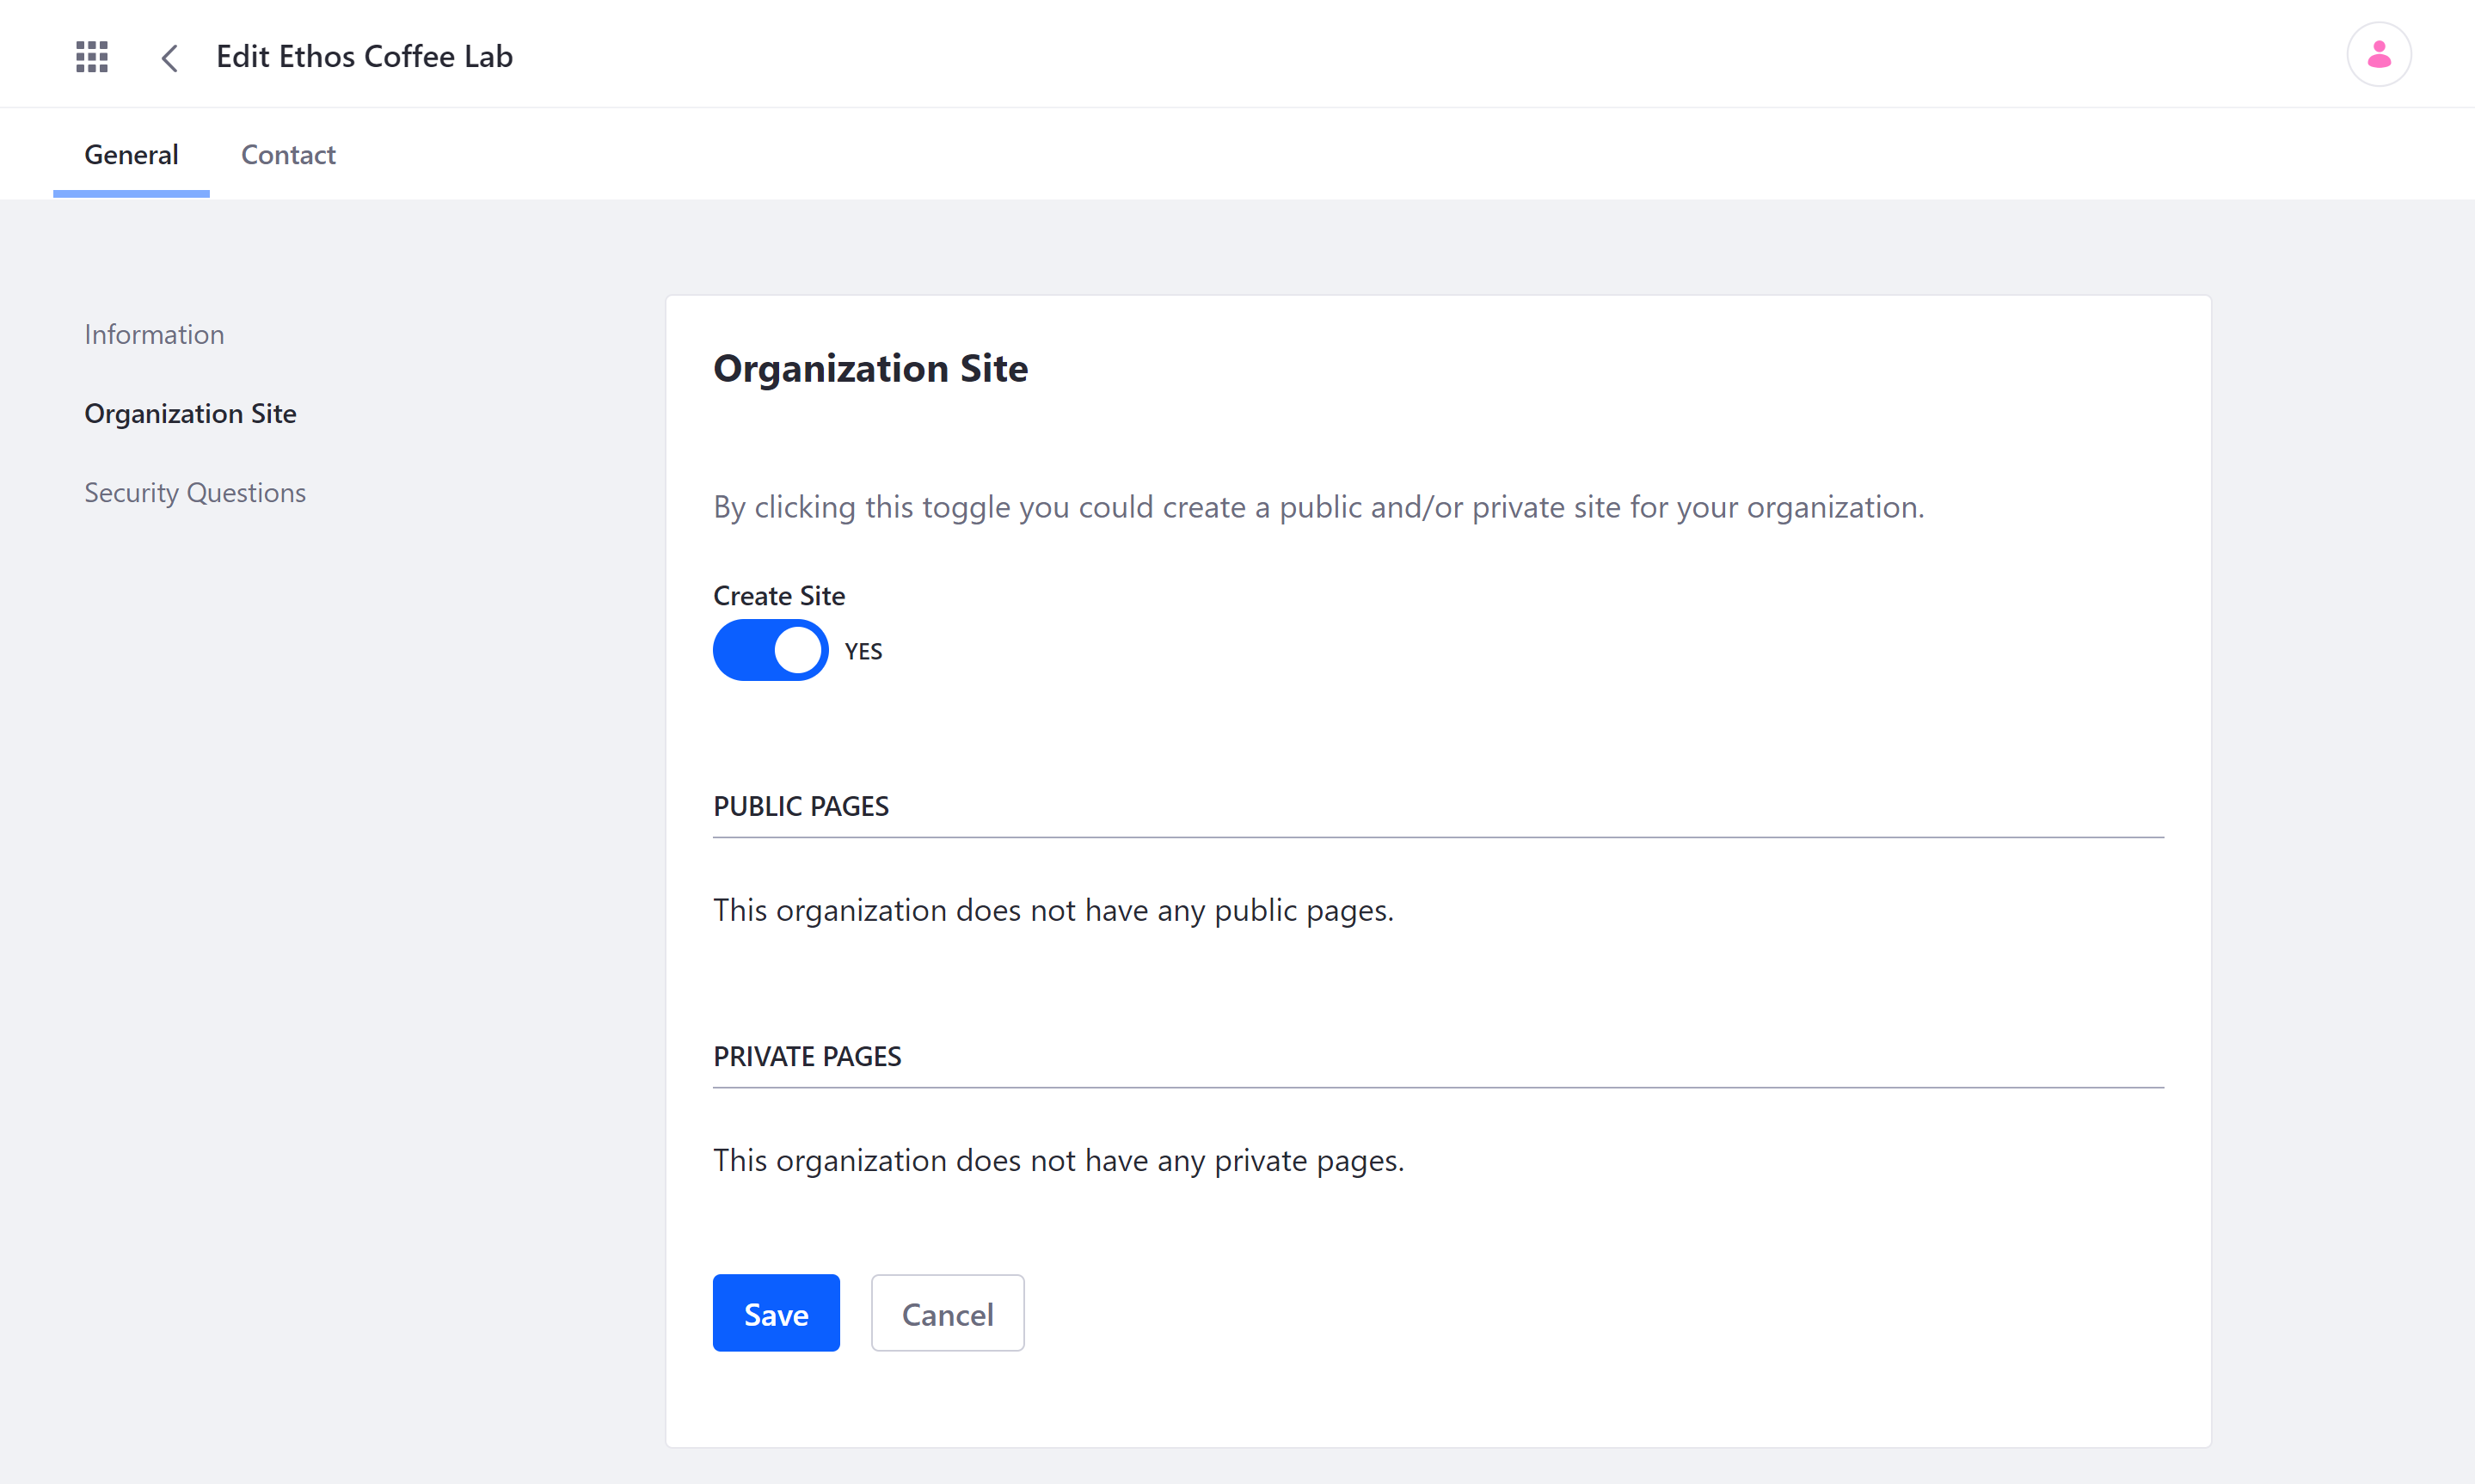 Edit Ethos Coffee Lab
General
Contact
Information
Organization Site
Security Questions
Organization Site
By clicking this toggle you could create a public and/or private site for your organization.
Create Site
YES
PUBLIC PAGES
This organization does not have any public pages.
PRIVATE PAGES
This organization does not have any private pages.
Save
Cancel